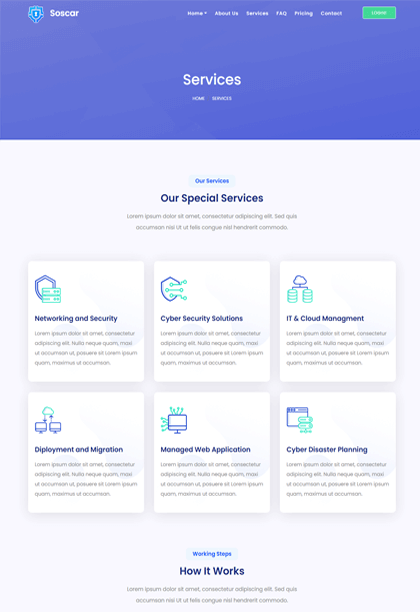 Soscar
Home About Us Services FAQ Pricing Contact
LOGIN
Services
HOME SERVICES
Our Services
Our Special Services
Lorem ipsum dolor sit amet, consectetur adipiscing elit. Sed quis
accumsan nisi Ut ut felis congue nisl hendrerit commodo.
Networking and Security
Lorem ipsum dolor sit amet, consectetur
adipiscing elit. Nulla neque quam, maxi
ut accumsan ut, posuere sit Lorem ipsum
quam, maximus ut accumsan.
Cyber Security Solutions
Lorem ipsum dolor sit amet, consectetur
adipiscing elit. Nulla neque quam, maxi
ut accumsan ut, posuere sit Lorem ipsum
quam, maximus ut accumsan.
IT & Cloud Managment
Lorem ipsum dolor sit amet, consectetur
adipiscing elit. Nulla neque quam, maxi
ut accumsan ut, posuere sit Lorem ipsum
quam, maximus ut accumsan.
Diployment and Migration
Lorem ipsum dolor sit amet, consectetur
adipiscing elit. Nulla neque quam, maxi
ut accumsan ut, posuere sit Lorem ipsum
quam, maximus ut accumsan.
Managed Web Application
Lorem ipsum dolor sit amet, consectetur
adipiscing elit. Nulla neque quam, maxi
ut accumsan ut, posuere sit Lorem ipsum
quam, maximus ut accumsan.
Cyber Disaster Planning
Lorem ipsum dolor sit amet, consectetur
adipiscing elit. Nulla neque quam, maxi
ut accumsan ut, posuere sit Lorem ipsum
quam, maximus ut accumsan.
Working Steps
How It Works
Lorem ipsum dolor sit amet, consectetur adipiscing elit. Sed quis
accumsan nisi Ut ut felis congue nisl hendrerit commodo.